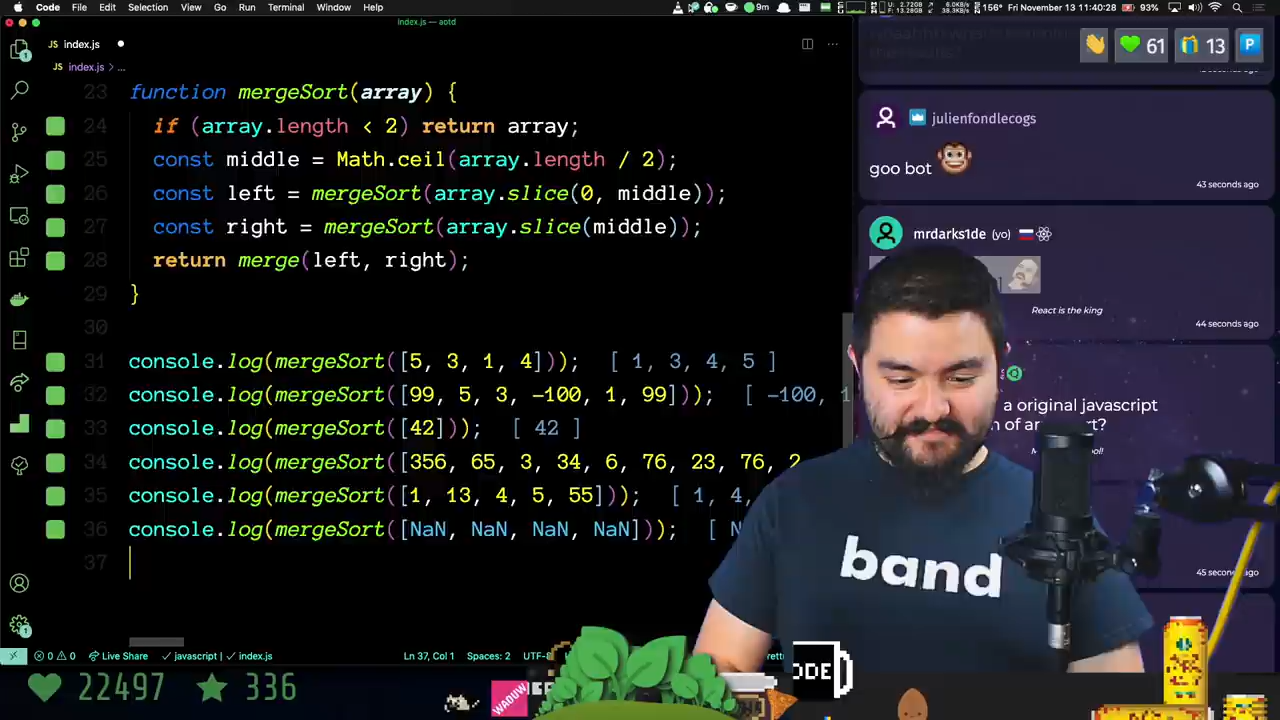 Code File Edit Selection View Go Run Terminal Window Help
9m
156° Fri November 13 11:40:28 93%
index.js — aotd
index.js
JS index.js > ...
23 function mergeSort(array) {
24 if (array.length < 2) return array;
25 const middle = Math.ceil(array.length / 2);
26 const left = mergeSort(array.slice(0, middle));
27 const right = mergeSort(array.slice(middle));
28 return merge(left, right);
29 }
30
31 console.log(mergeSort([5, 3, 1, 4])); [ 1, 3, 4, 5 ]
32 console.log(mergeSort([99, 5, 3, −100, 1, 99])); [ −100, 1
33 console.log(mergeSort([42])); [ 42 ]
34 console.log(mergeSort([356, 65, 3, 34, 6, 76, 23, 76, 2
35 console.log(mergeSort([1, 13, 4, 5, 55])); [ 1, 4,
36 console.log(mergeSort([NaN, NaN, NaN, NaN])); [ N
37
0 0 Live Share javascript | index.js Ln 37, Col 1 Spaces: 2
22497 336
61 13 P
julienfondlecogs
goo bot
43 seconds ago
mrdarks1de (yo)
React is the king
44 seconds ago
a original javascript
45 seconds ago
band
WADUW
ODE